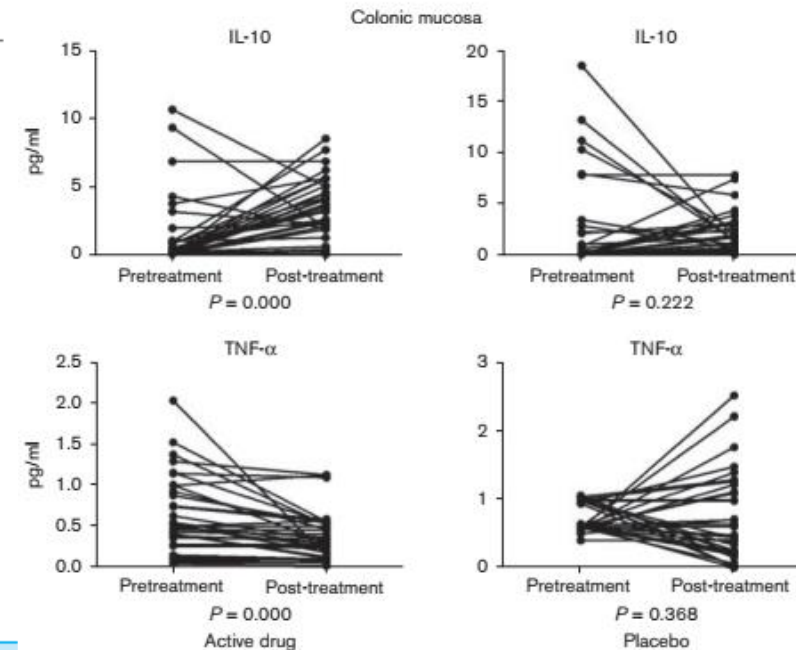 Colonic mucosa
IL-10
15
10
5
0
pg/ml
Pretreatment Post-treatment
P = 0.000
IL-10
20
15
10
5
0
Pretreatment Post-treatment
P = 0.222
TNF-α
2.5
2.0
1.5
1.0
0.5
0.0
pg/ml
Pretreatment Post-treatment
P = 0.000
Active drug
TNF-α
3
2
1
0
Pretreatment Post-treatment
P = 0.368
Placebo